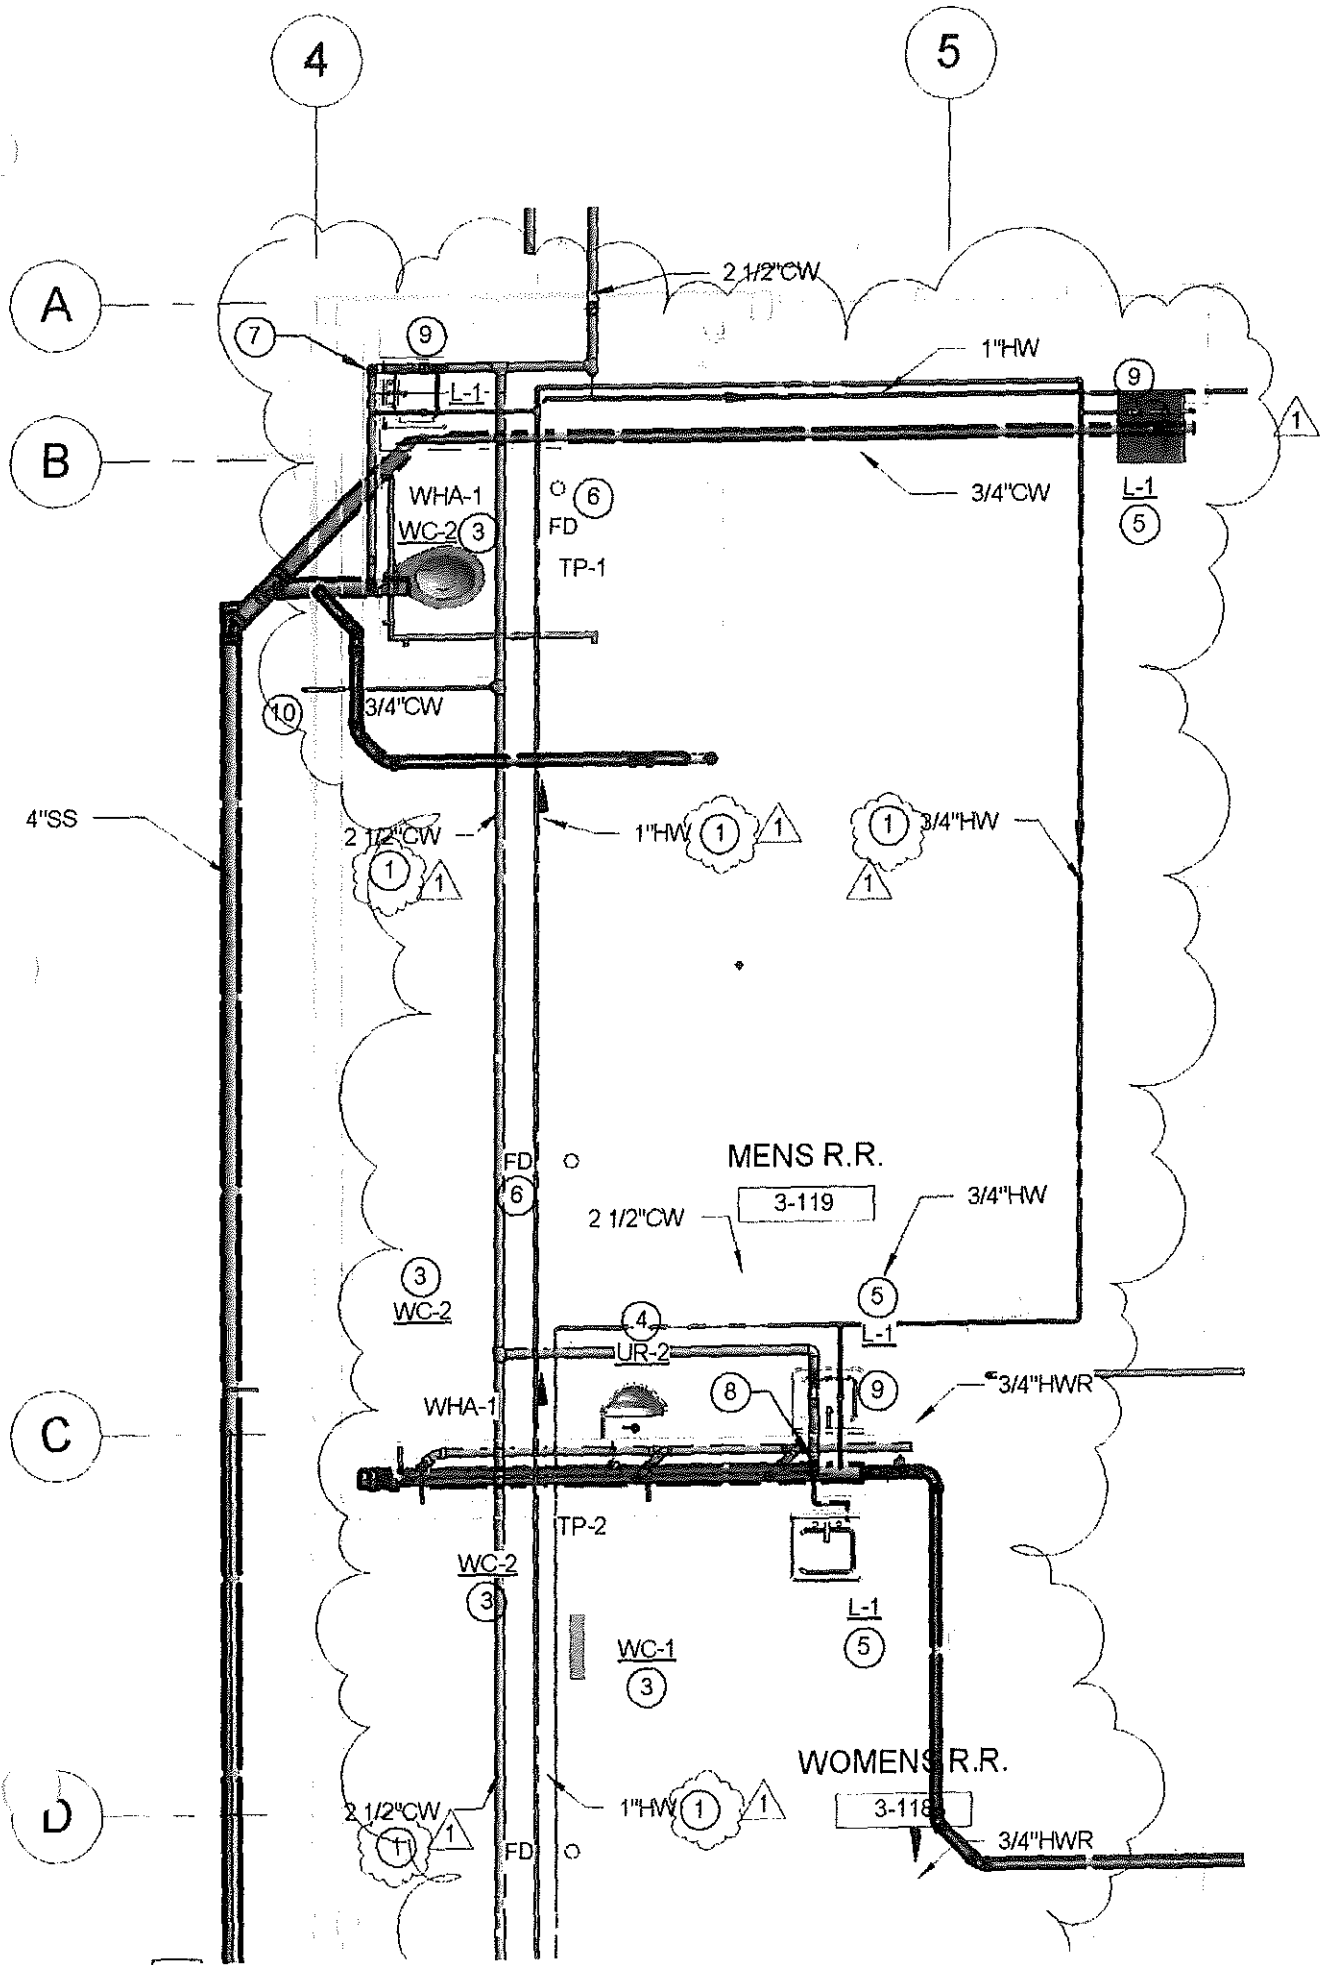 4
5
A
2 1/2"CW
7
9
1"HW
9
L-1
1
B
WHA-1
6
3/4"CW
L-1
WC-2
3
FD
5
TP-1
10
3/4"CW
4"SS
2 1/2"CW
1"HW
1
1
1
3/4"HW
1
1
1
MENS R.R.
FD
6
3-119
3/4"HW
2 1/2"CW
3
WC-2
5
4
L-1
UR-2
3/4"HWR
8
9
WHA-1
C
TP-2
WC-2
3
L-1
5
WC-1
3
WOMENS R.R.
3-118
D
2 1/2"CW
1"HW
1
1
1
1
3/4"HWR
FD